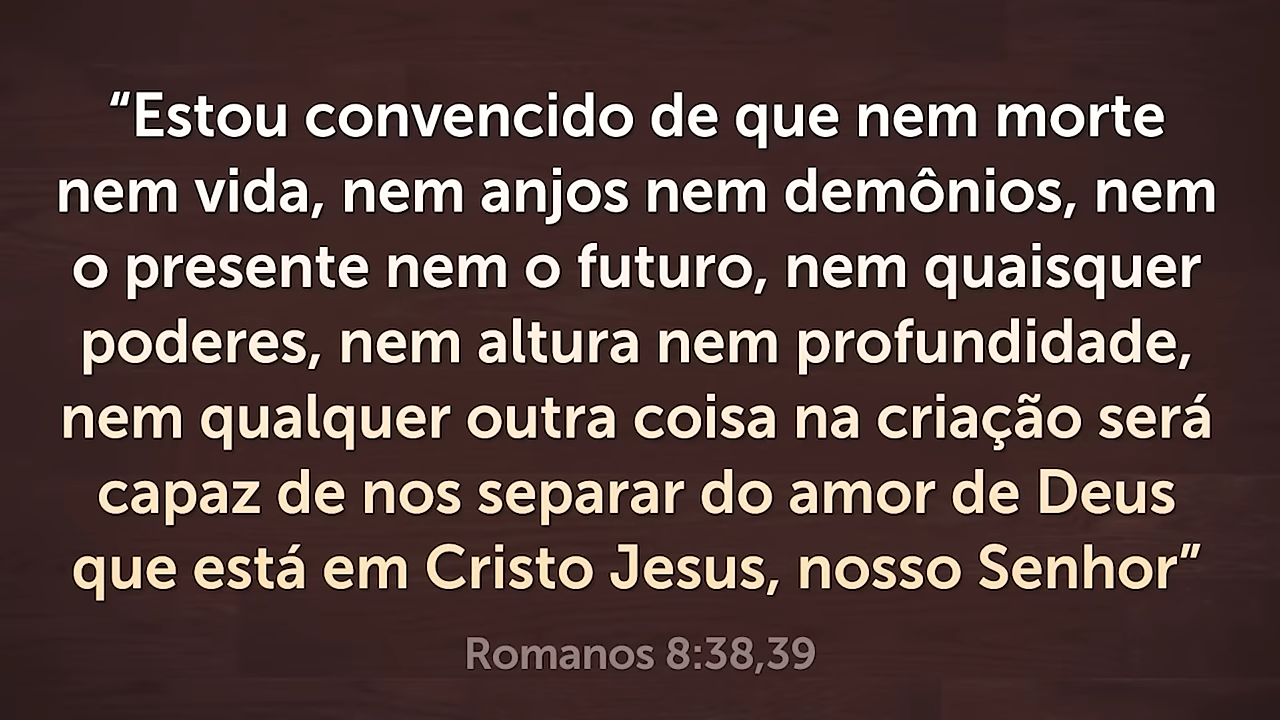 “Estou convencido de que nem morte
nem vida, nem anjos nem demônios, nem
o presente nem o futuro, nem quaisquer
poderes, nem altura nem profundidade,
nem qualquer outra coisa na criação será
capaz de nos separar do amor de Deus
que está em Cristo Jesus, nosso Senhor”
Romanos 8:38,39